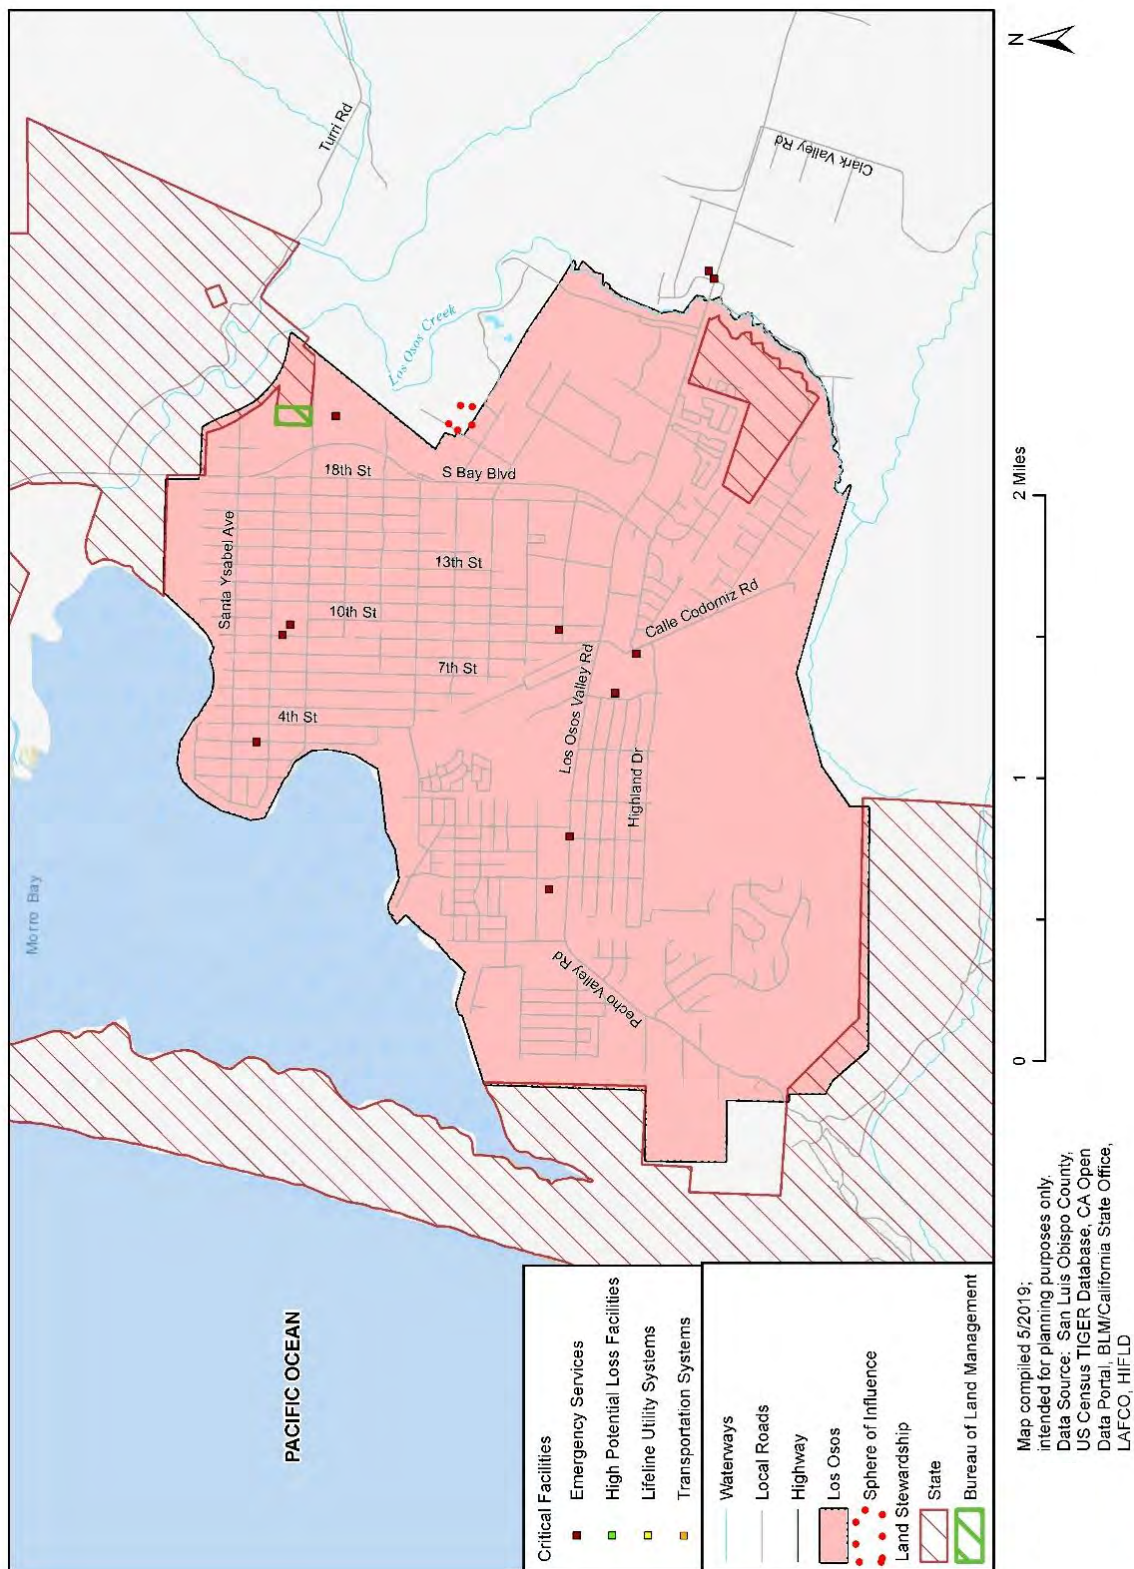 N
Turri Rd
Clark Valley Rd
Los Osos Creek
18th St
S Bay Blvd
Santa Ysabel Ave
13th St
10th St
Calle Codorniz Rd
7th St
Los Osos Valley Rd
4th St
Highland Dr
Morro Bay
Pecho Valley Rd
PACIFIC OCEAN
Critical Facilities
Emergency Services
High Potential Loss Facilities
Lifeline Utility Systems
Transportation Systems
Waterways
Local Roads
Highway
Los Osos
Sphere of Influence
Land Stewardship
State
Bureau of Land Management
0
1
2 Miles
Map compiled 5/2019;
intended for planning purposes only.
Data Source: San Luis Obispo County,
US Census TIGER Database, CA Open
Data Portal, BLM/California State Office,
LAFCO, HIFLD